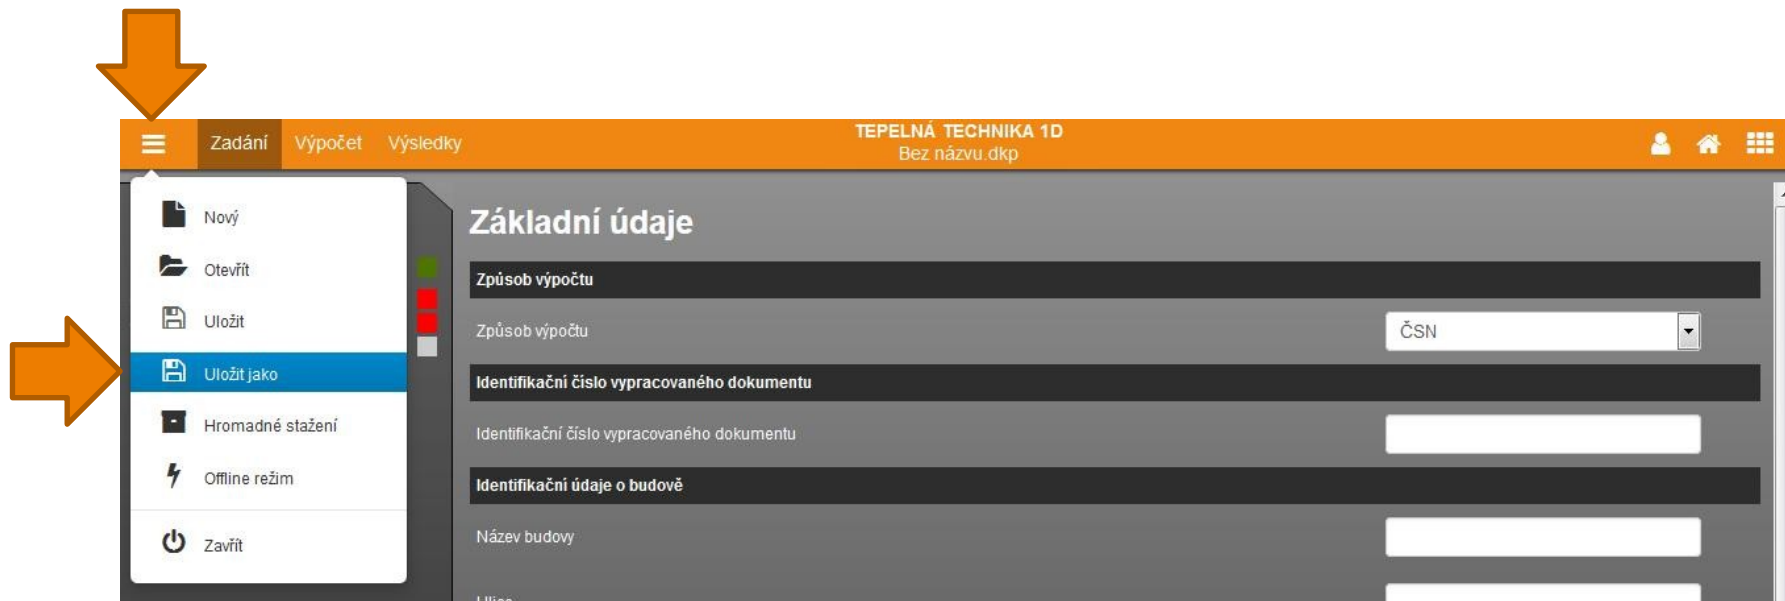 Zadání Výpočet Výsledky
TEPELNÁ TECHNIKA 1D
Bez názvu.dkp
Nový
Otevřít
Uložit
Uložit jako
Hromadné stažení
Offline režim
Zavřít
Základní údaje
Způsob výpočtu
Způsob výpočtu
ČSN
Identifikační číslo vypracovaného dokumentu
Identifikační číslo vypracovaného dokumentu
Identifikační údaje o budově
Název budovy